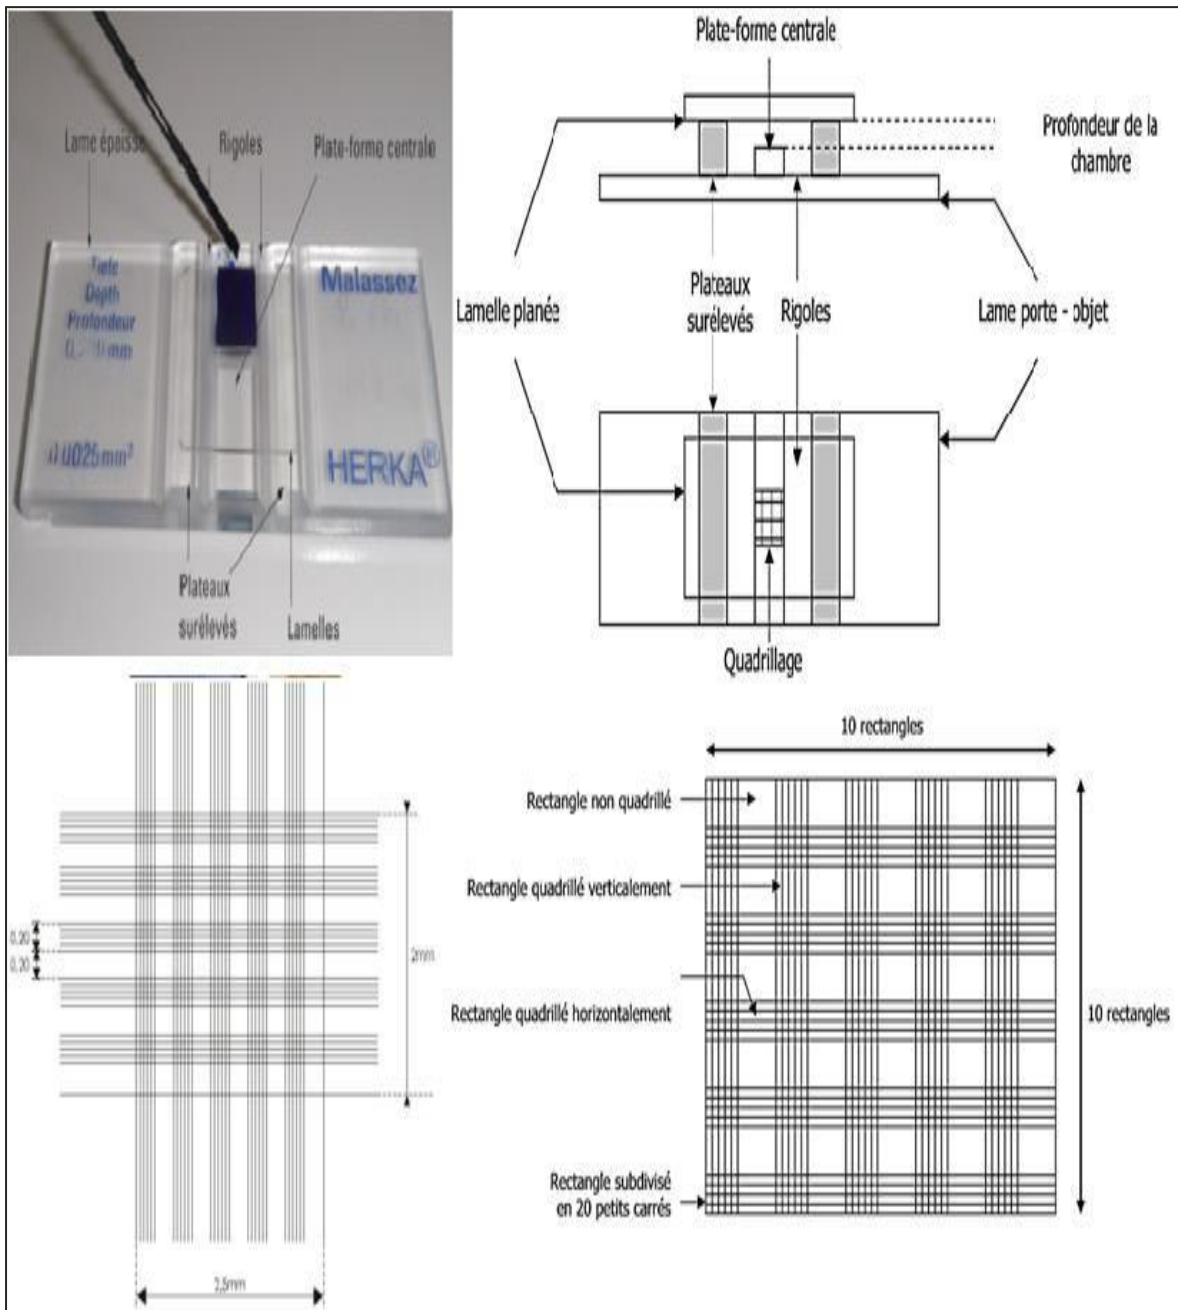 Lame épaisse
Rigoles
Plate-forme centrale
Tiefe
Depth
Profondeur
mm
Malassez
HERKA®
Plateaux
surélevés
Lamelles
Plate-forme centrale
Profondeur de la
chambre
Lamelle planée
Plateaux
surélevés
Rigoles
Lame porte - objet
Quadrillage
0.20
0.20
2mm
2,5mm
10 rectangles
Rectangle non quadrillé
Rectangle quadrillé verticalement
Rectangle quadrillé horizontalement
10 rectangles
Rectangle subdivisé
en 20 petits carrés